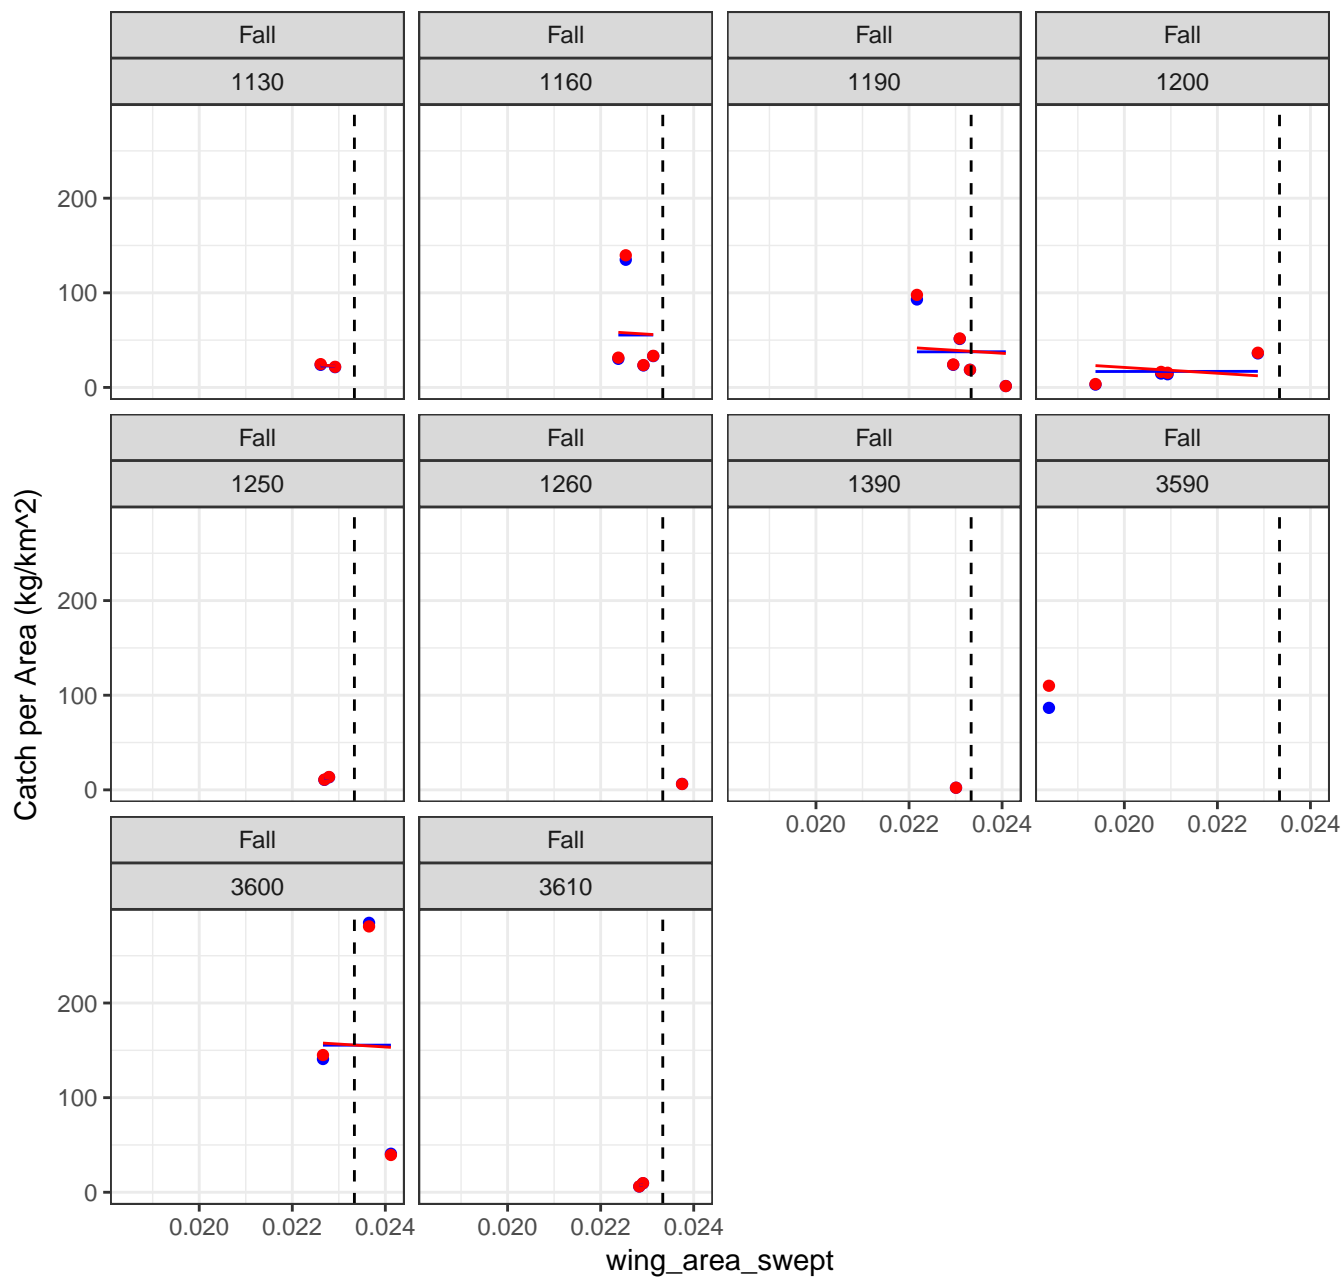 Fall Fall Fall Fall
1130 1160 1190 1200
200
100
0
Fall Fall Fall Fall
1250 1260 1390 3590
200
100
0
0.020 0.022 0.024 0.020 0.022 0.024
Fall Fall
3600 3610
200
100
0
0.020 0.022 0.024 0.020 0.022 0.024
wing_area_swept
Catch per Area (kg/km^2)